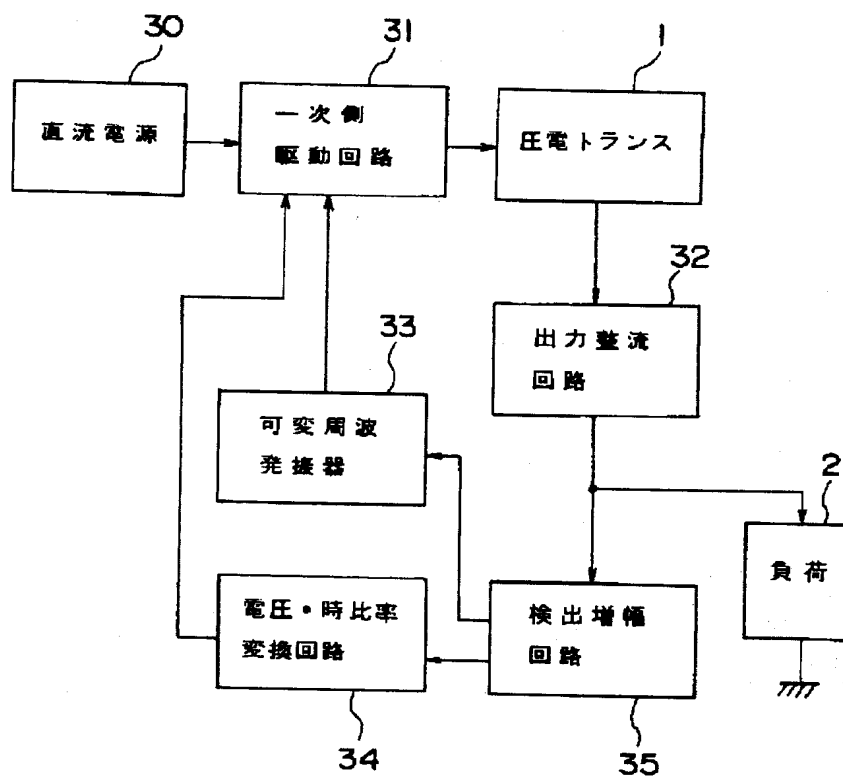 30
直流電源
31
一次側
駆動回路
1
圧電トランス
32
出力整流
回路
33
可変周波
発振器
2
負荷
電圧・時比率
変換回路
34
検出増幅
回路
35